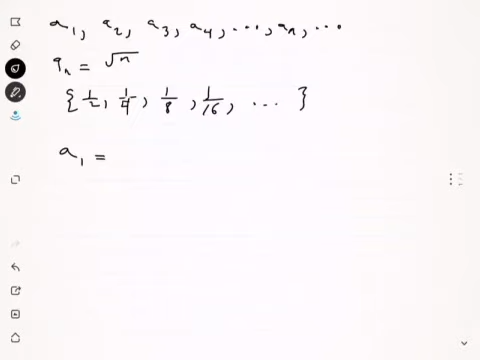 a₁, a₂, a₃, a₄, ..., aₙ, ...
aₙ = √n
{ 1/2, 1/4, 1/8, 1/16, ... }
a₁ =